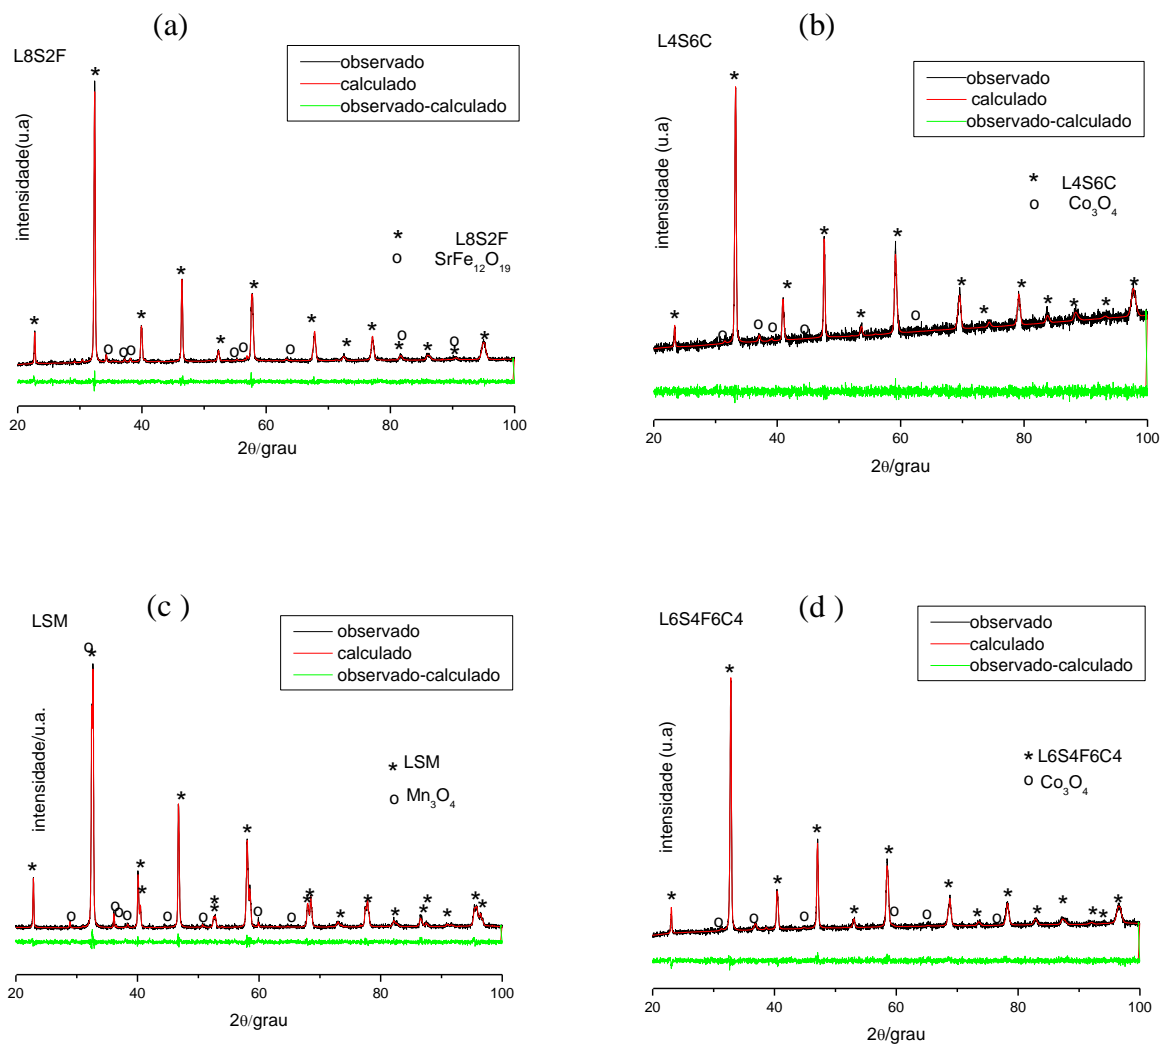 (a)
L8S2F
observado
calculado
observado-calculado
intensidade(u.a)
* L8S2F
o SrFe12O19
20 40 60 80 100
2θ/grau
(b)
L4S6C
observado
calculado
observado-calculado
intensidade (u.a)
* L4S6C
o Co3O4
20 40 60 80 100
2θ/grau
(c )
LSM
observado
calculado
observado-calculado
intensidade/u.a.
* LSM
o Mn3O4
20 40 60 80 100
2θ/grau
(d)
L6S4F6C4
observado
calculado
observado-calculado
intensidade (u.a)
* L6S4F6C4
o Co3O4
20 40 60 80 100
2θ/grau